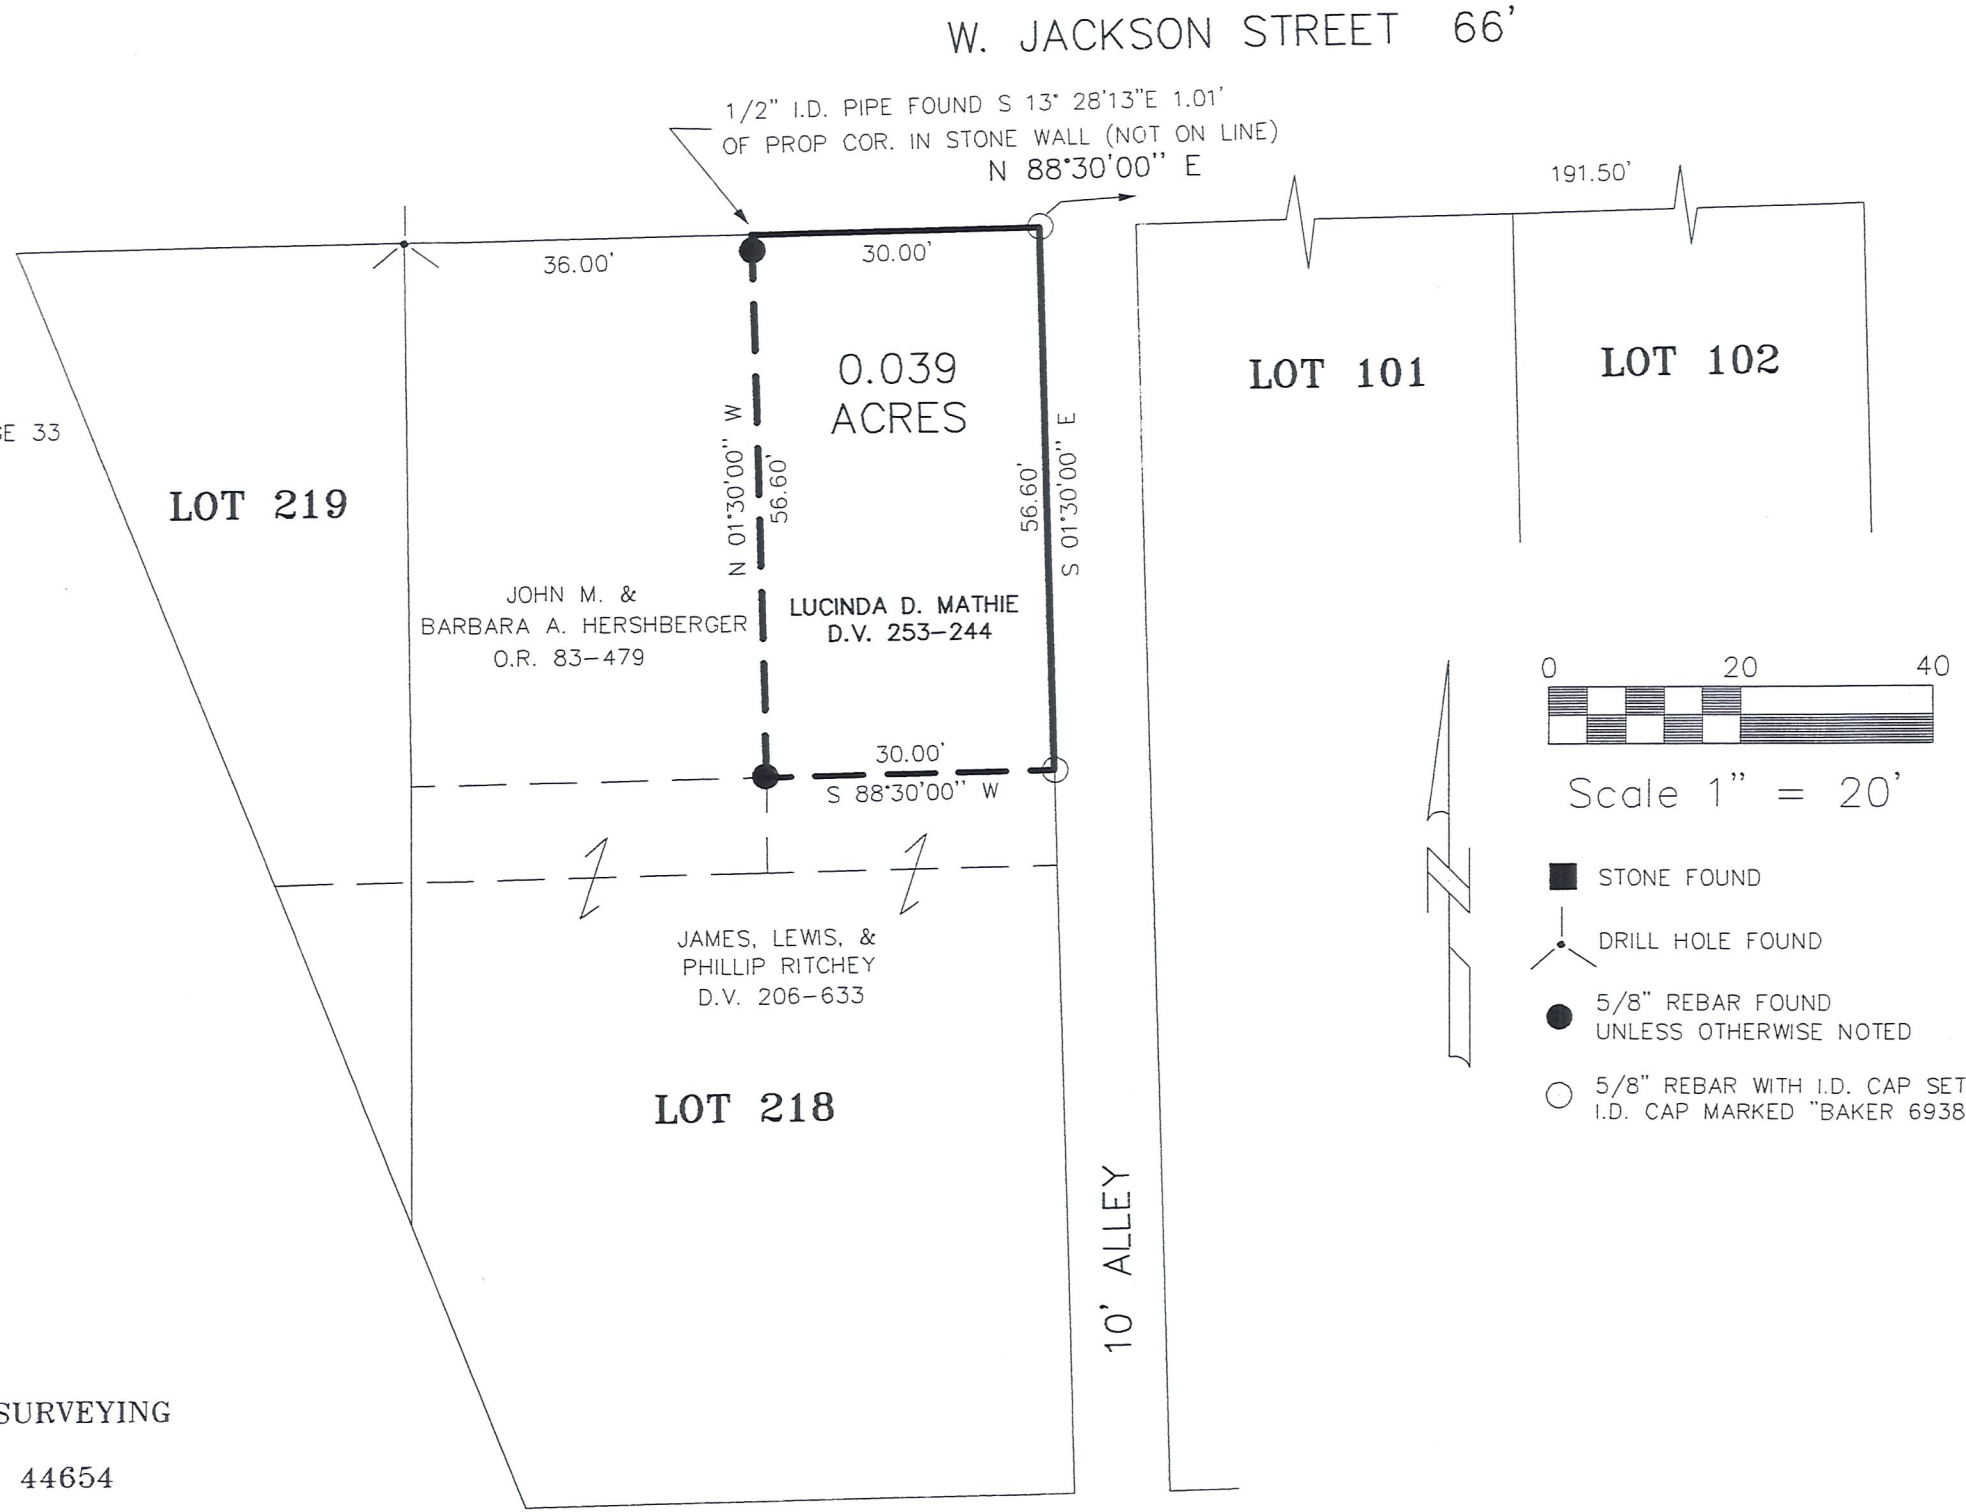 W. JACKSON STREET 66'
1/2" I.D. PIPE FOUND S 13° 28'13"E 1.01'
OF PROP COR. IN STONE WALL (NOT ON LINE)
N 88°30'00" E
191.50'
36.00'
30.00'
0.039
ACRES
LOT 101
LOT 102
33
LOT 219
N 01°30'00" W
56.60'
56.60'
S 01°30'00" E
JOHN M. &
BARBARA A. HERSHBERGER
O.R. 83-479
LUCINDA D. MATHIE
D.V. 253-244
30.00'
S 88°30'00" W
0 20 40
Scale 1" = 20'
N
STONE FOUND
DRILL HOLE FOUND
5/8" REBAR FOUND
UNLESS OTHERWISE NOTED
5/8" REBAR WITH I.D. CAP SET
I.D. CAP MARKED "BAKER 6938
JAMES, LEWIS, &
PHILLIP RITCHEY
D.V. 206-633
LOT 218
10' ALLEY
SURVEYING
44654